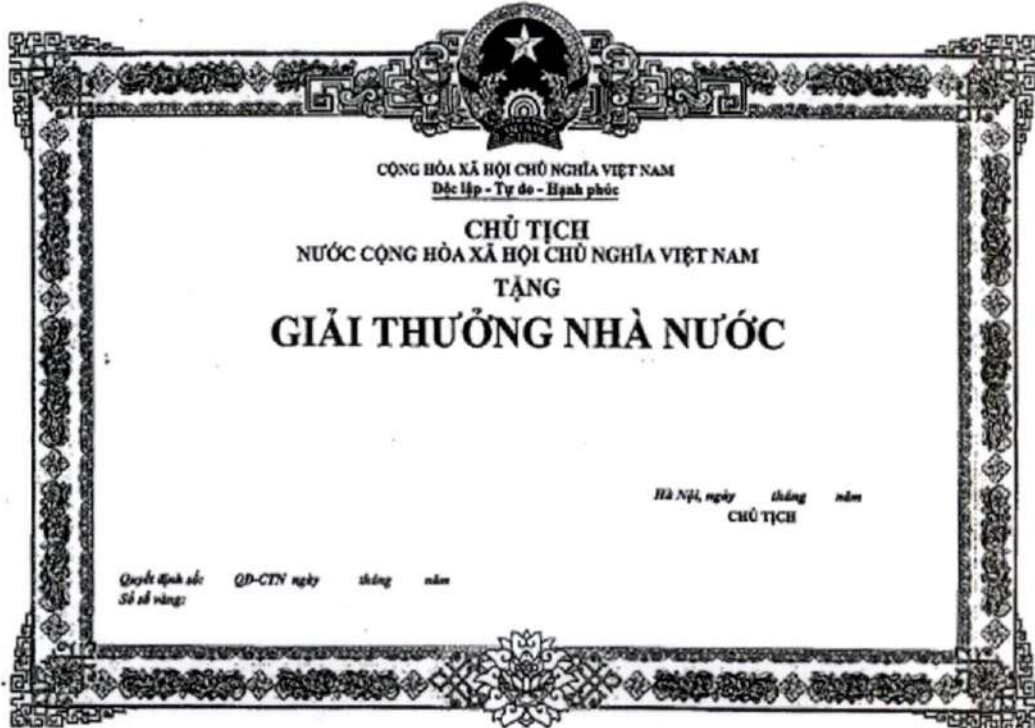 CỘNG HÒA XÃ HỘI CHỦ NGHĨA VIỆT NAM
Độc lập - Tự do - Hạnh phúc
CHỦ TỊCH
NƯỚC CỘNG HÒA XÃ HỘI CHỦ NGHĨA VIỆT NAM
TẶNG
GIẢI THƯỞNG NHÀ NƯỚC
Hà Nội, ngày tháng năm
CHỦ TỊCH
Quyết định số: QĐ-CTN ngày tháng năm
Số sổ vàng: